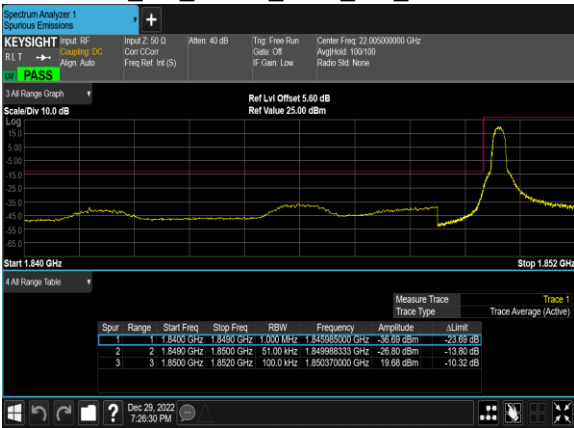 Spectrum Analyzer 1
Spurious Emissions
+
KEYSIGHT Input: RF Input Z: 50 Ω Atten: 40 dB Trig: Free Run Center Freq: 22.005000000 GHz
RLT Coupling: DC Corr CCorr Gate: Off Avg|Hold: 100/100
Align: Auto Freq Ref: Int (S) IF Gain: Low Radio Std: None
LW PASS
3 All Range Graph
Ref Lvl Offset 5.60 dB
Scale/Div 10.0 dB Ref Value 25.00 dBm
Log
15.0
5.00
-5.00
-15.0
-25.0
-35.0
-45.0
-55.0
-65.0
Start 1.840 GHz Stop 1.852 GHz
4 All Range Table
Measure Trace Trace 1
Trace Type Trace Average (Active)
Spur Range Start Freq Stop Freq RBW Frequency Amplitude ΔLimit
1 1 1.8400 GHz 1.8490 GHz 1.000 MHz 1.845985000 GHz -36.69 dBm -23.69 dB
2 2 1.8490 GHz 1.8500 GHz 51.00 kHz 1.849988333 GHz -26.80 dBm -13.80 dB
3 3 1.8500 GHz 1.8520 GHz 100.0 kHz 1.850370000 GHz 19.68 dBm -10.32 dB
?
Dec 29, 2022
7:26:30 PM